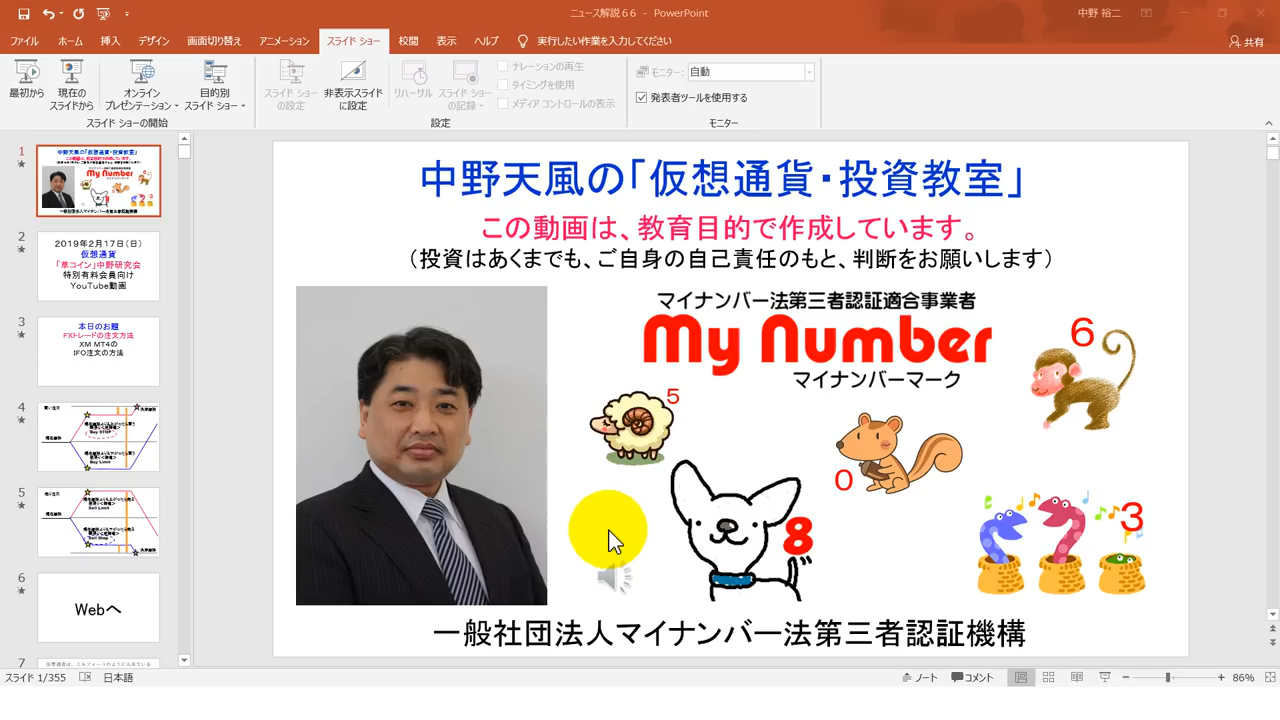 ニュース解説６６ - PowerPoint
中野 裕二
ファイル
ホーム
挿入
デザイン
画面切り替え
アニメーション
スライド ショー
校閲
表示
ヘルプ
実行したい作業を入力してください
共有
最初から
現在の
スライドから
オンライン
プレゼンテーション
目的別
スライド ショー
スライド ショーの開始
スライド ショー
の設定
非表示スライド
に設定
リハーサル
スライド ショー
の記録
ナレーションの再生
タイミングを使用
メディア コントロールの表示
設定
モニター:
自動
発表者ツールを使用する
モニター
1
2
2019年2月17日(日)
仮想通貨
「草コイン」中野研究会
特別有料会員向け
YouTube動画
3
本日のお題
FXトレードの注文方法
XM MT4の
IFO注文の方法
4
5
6
Webへ
7
中野天風の「仮想通貨・投資教室」
この動画は、教育目的で作成しています。
（投資はあくまでも、ご自身の自己責任のもと、判断をお願いします）
マイナンバー法第三者認証適合事業者
My Number
マイナンバーマーク
5
6
0
8
3
一般社団法人マイナンバー法第三者認証機構
スライド 1/355
日本語
ノート
コメント
86%